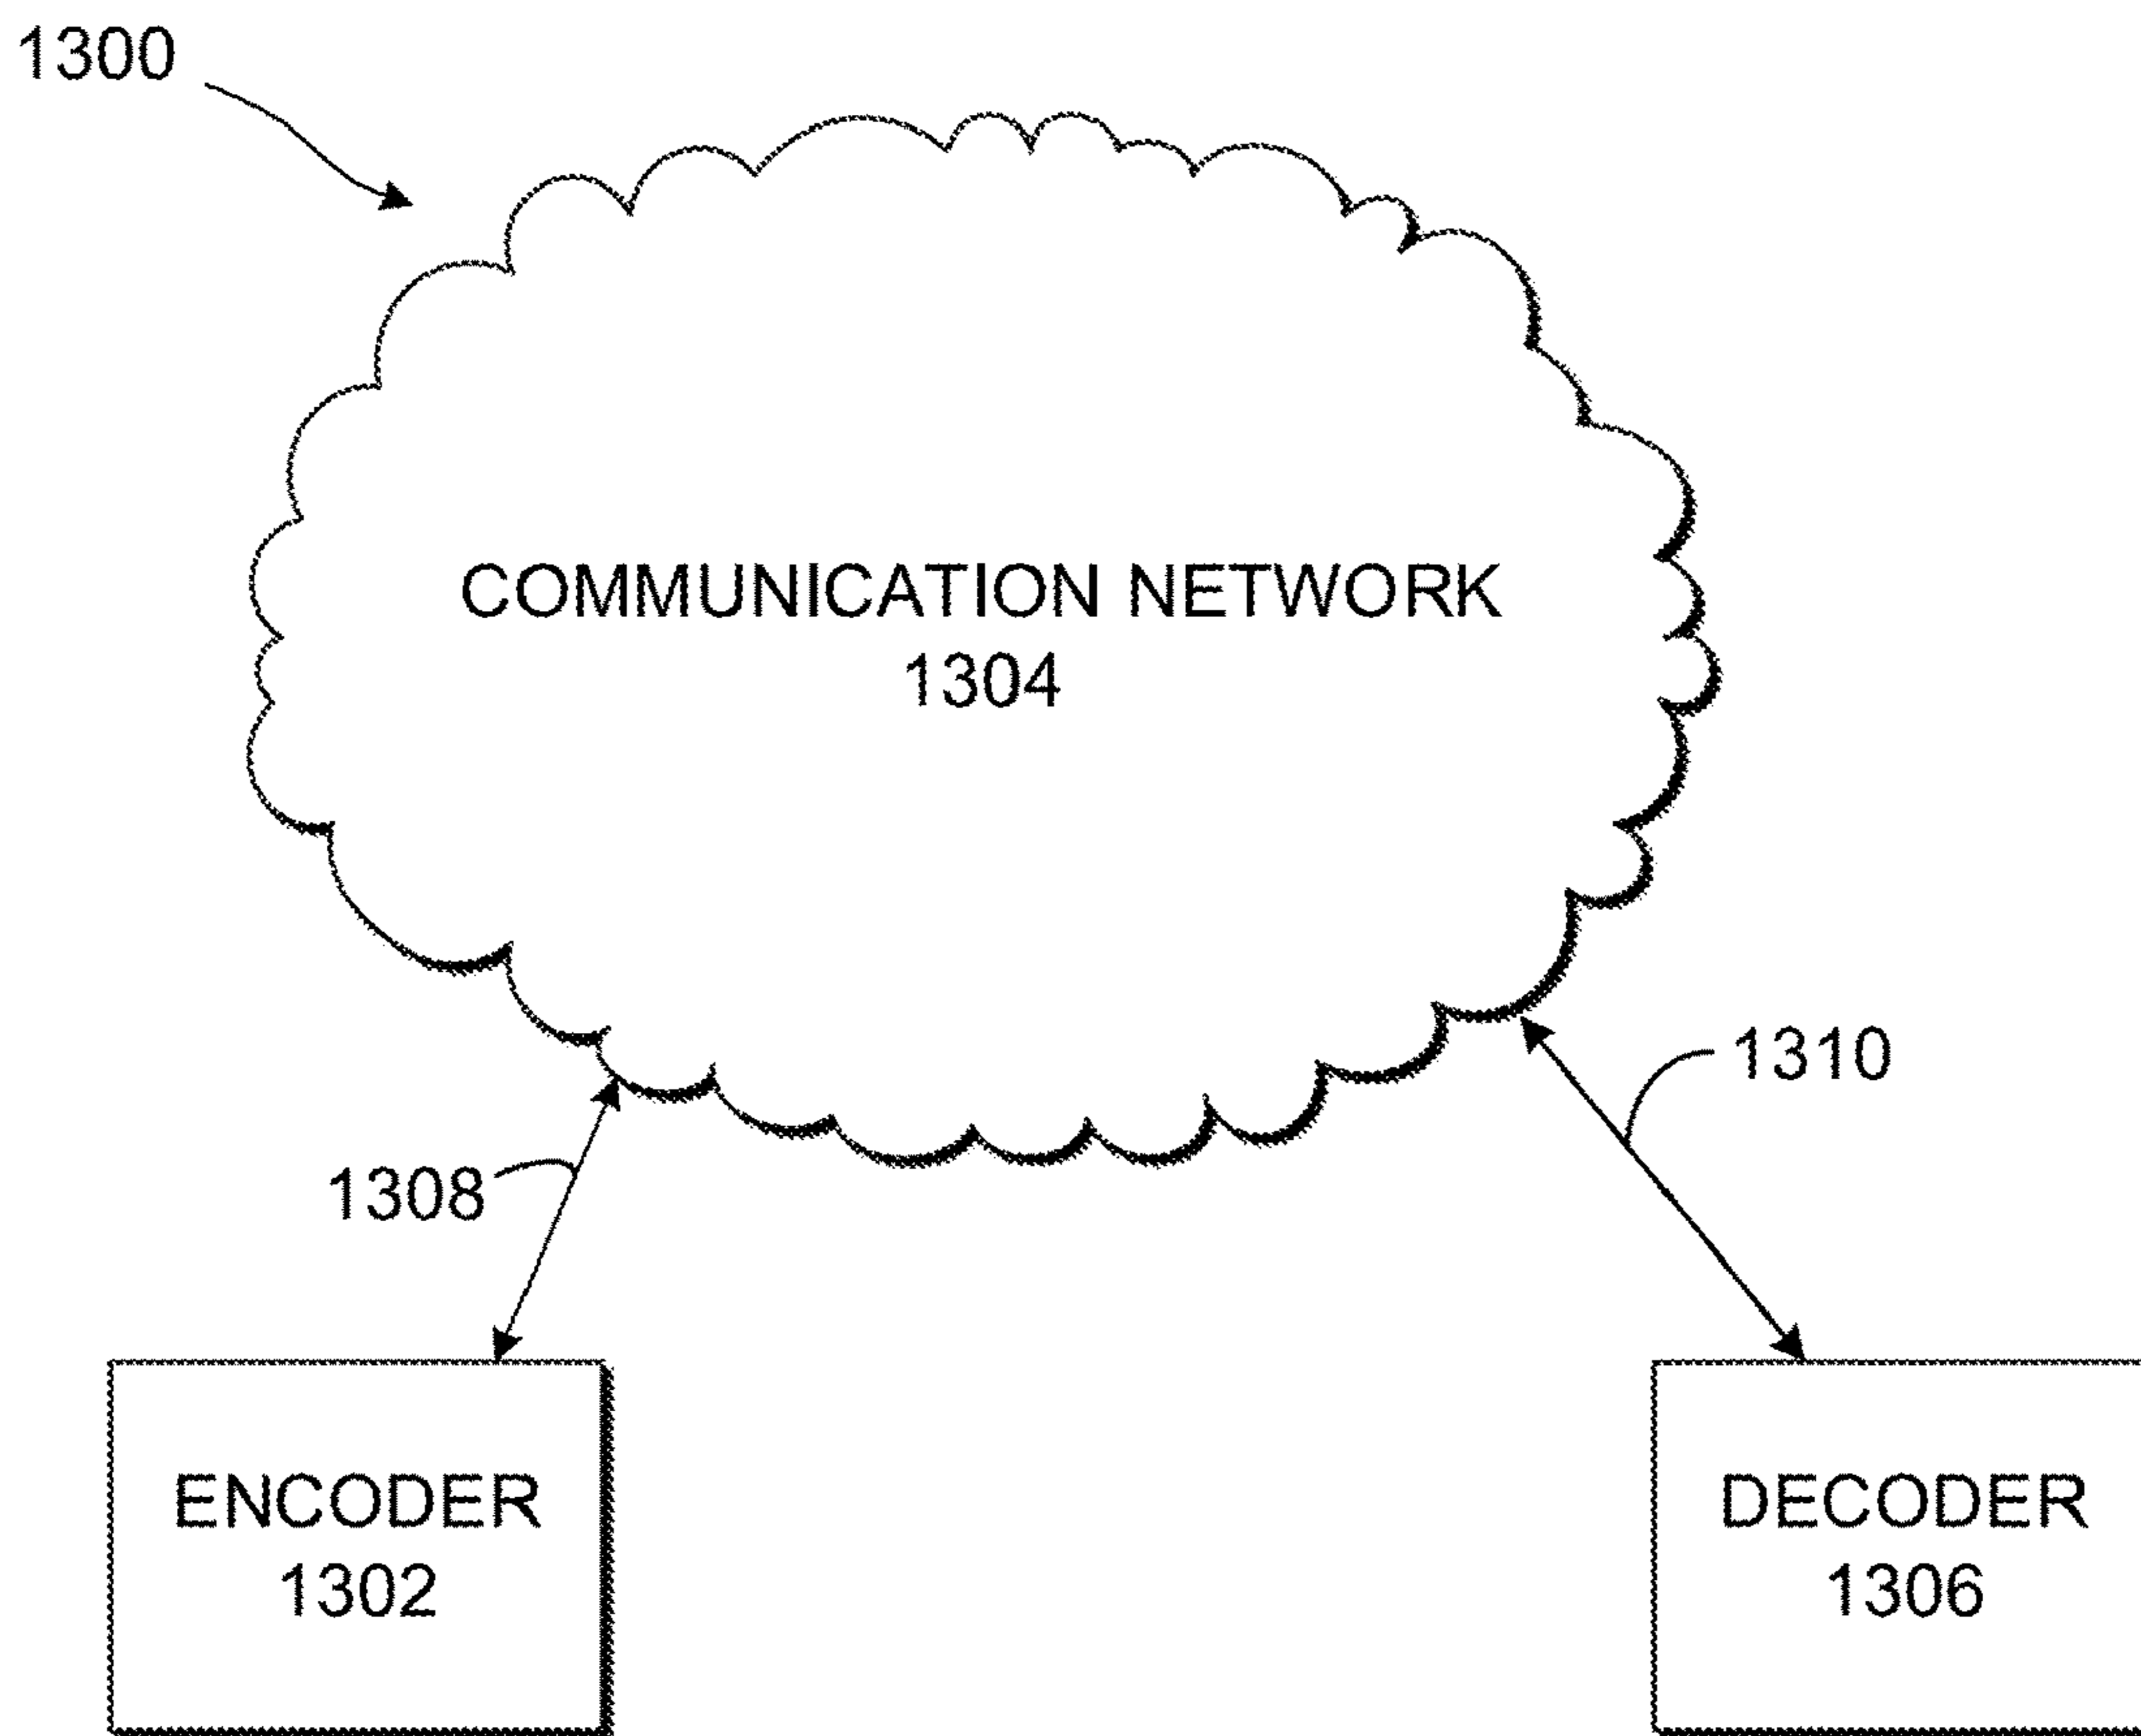 1300
COMMUNICATION NETWORK
1304
1310
1308
ENCODER
1302
DECODER
1306